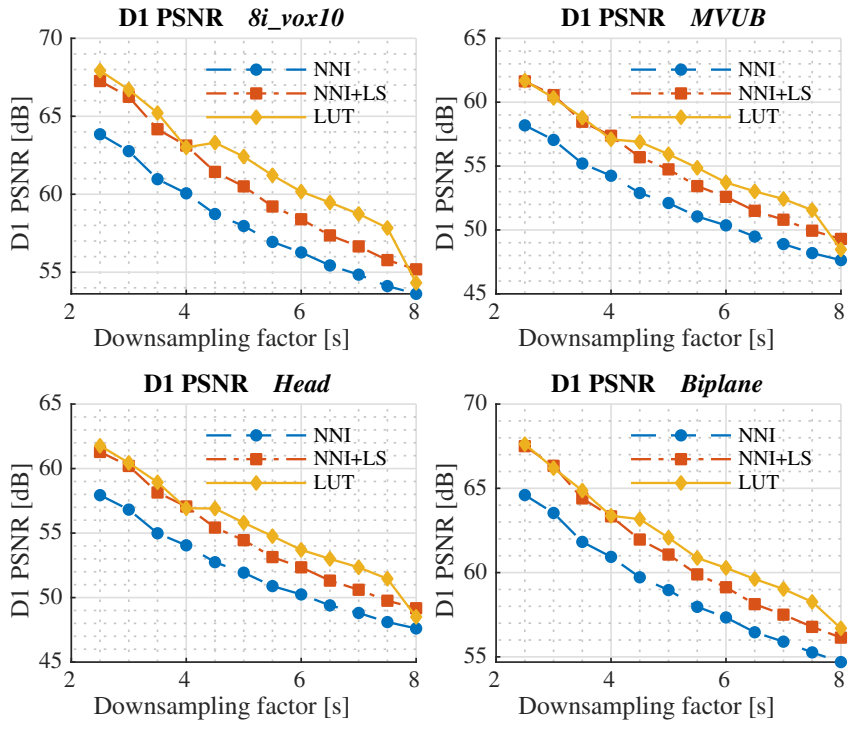 D1 PSNR 8i_vox10
70
65
60
55
D1 PSNR [dB]
NNI
NNI+LS
LUT
2 4 6 8
Downsampling factor [s]
D1 PSNR MVUB
65
60
55
50
45
D1 PSNR [dB]
NNI
NNI+LS
LUT
2 4 6 8
Downsampling factor [s]
D1 PSNR Head
65
60
55
50
45
D1 PSNR [dB]
NNI
NNI+LS
LUT
2 4 6 8
Downsampling factor [s]
D1 PSNR Biplane
70
65
60
55
D1 PSNR [dB]
NNI
NNI+LS
LUT
2 4 6 8
Downsampling factor [s]